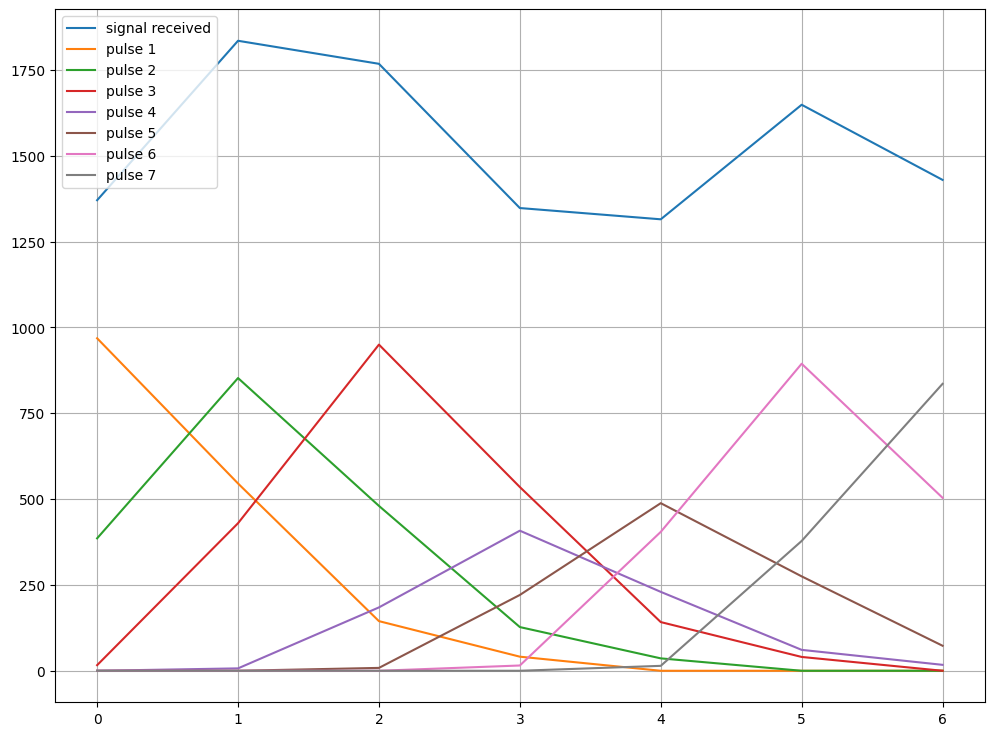 signal received
pulse 1
pulse 2
pulse 3
pulse 4
pulse 5
pulse 6
pulse 7
1750
1500
1250
1000
750
500
250
0
0 1 2 3 4 5 6